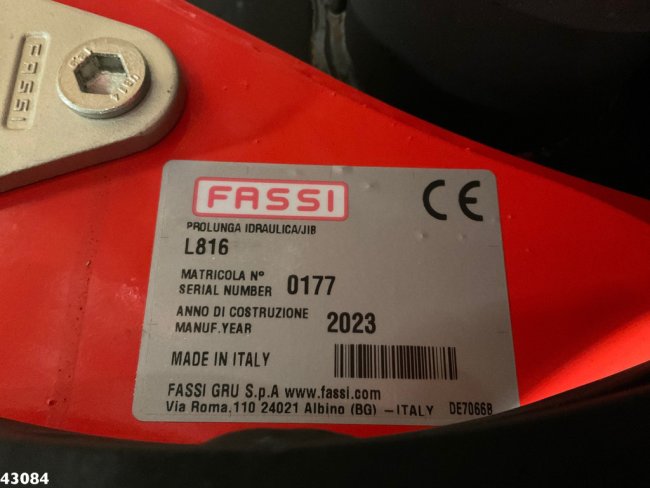 FASSI
FASSI
CE
PROLUNGA IDRAULICA/JIB
L816
MATRICOLA N°
SERIAL NUMBER 0177
ANNO DI COSTRUZIONE
MANUF.YEAR 2023
MADE IN ITALY
FASSI GRU S.p.A www.fassi.com
Via Roma,110 24021 Albino (BG) -ITALY DE70668
43084